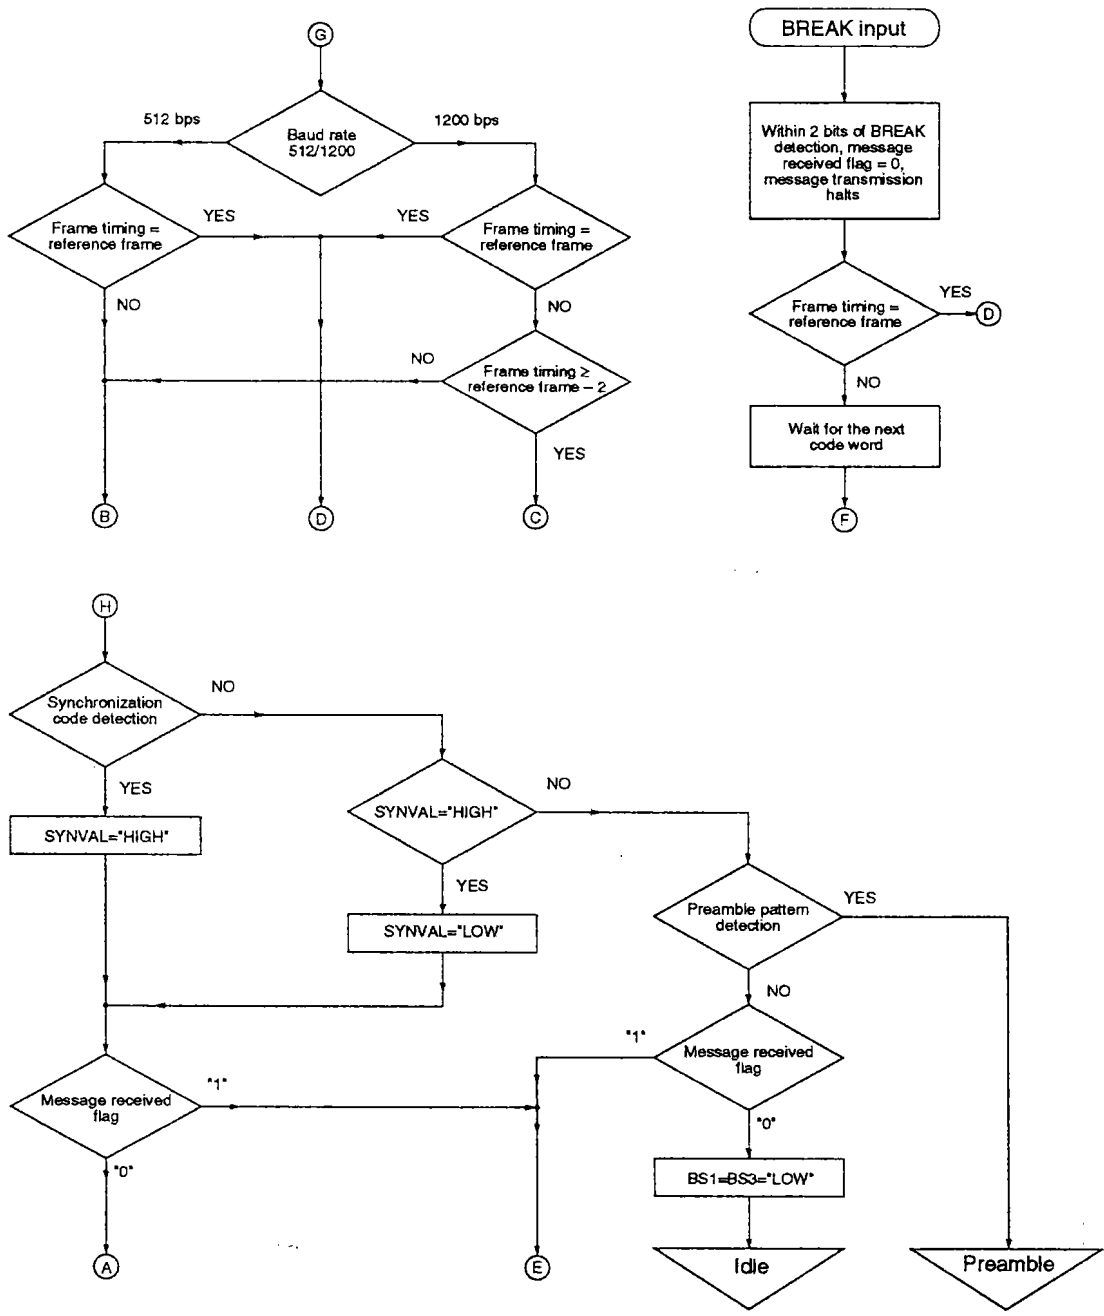 G
512 bps
1200 bps
Baud rate
512/1200
Frame timing =
reference frame
YES
YES
Frame timing =
reference frame
NO
NO
NO
Frame timing ≥
reference frame – 2
YES
B
D
C
BREAK input
Within 2 bits of BREAK
detection, message
received flag = 0,
message transmission
halts
Frame timing =
reference frame
YES
D
NO
Wait for the next
code word
F
H
Synchronization
code detection
NO
YES
SYNVAL="HIGH"
SYNVAL="HIGH"
NO
YES
SYNVAL="LOW"
Preamble pattern
detection
YES
NO
Message received
flag
"1"
"0"
Message received
flag
"1"
"0"
BS1=BS3="LOW"
A
E
Idle
Preamble